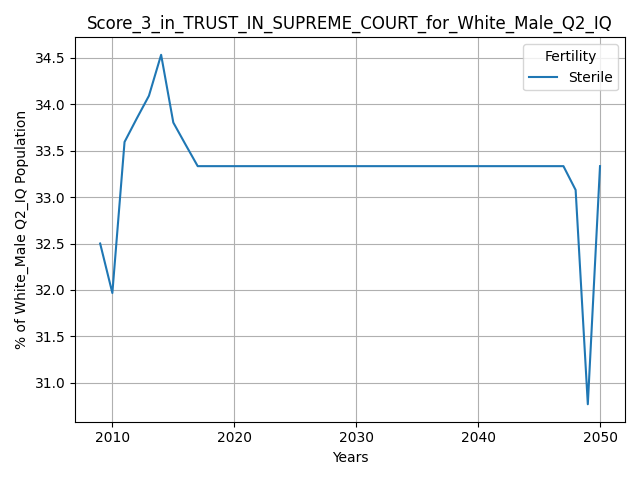 Score_3_in_TRUST_IN_SUPREME_COURT_for_White_Male_Q2_IQ
Fertility
Sterile
% of White_Male Q2_IQ Population
34.5
34.0
33.5
33.0
32.5
32.0
31.5
31.0
2010 2020 2030 2040 2050
Years